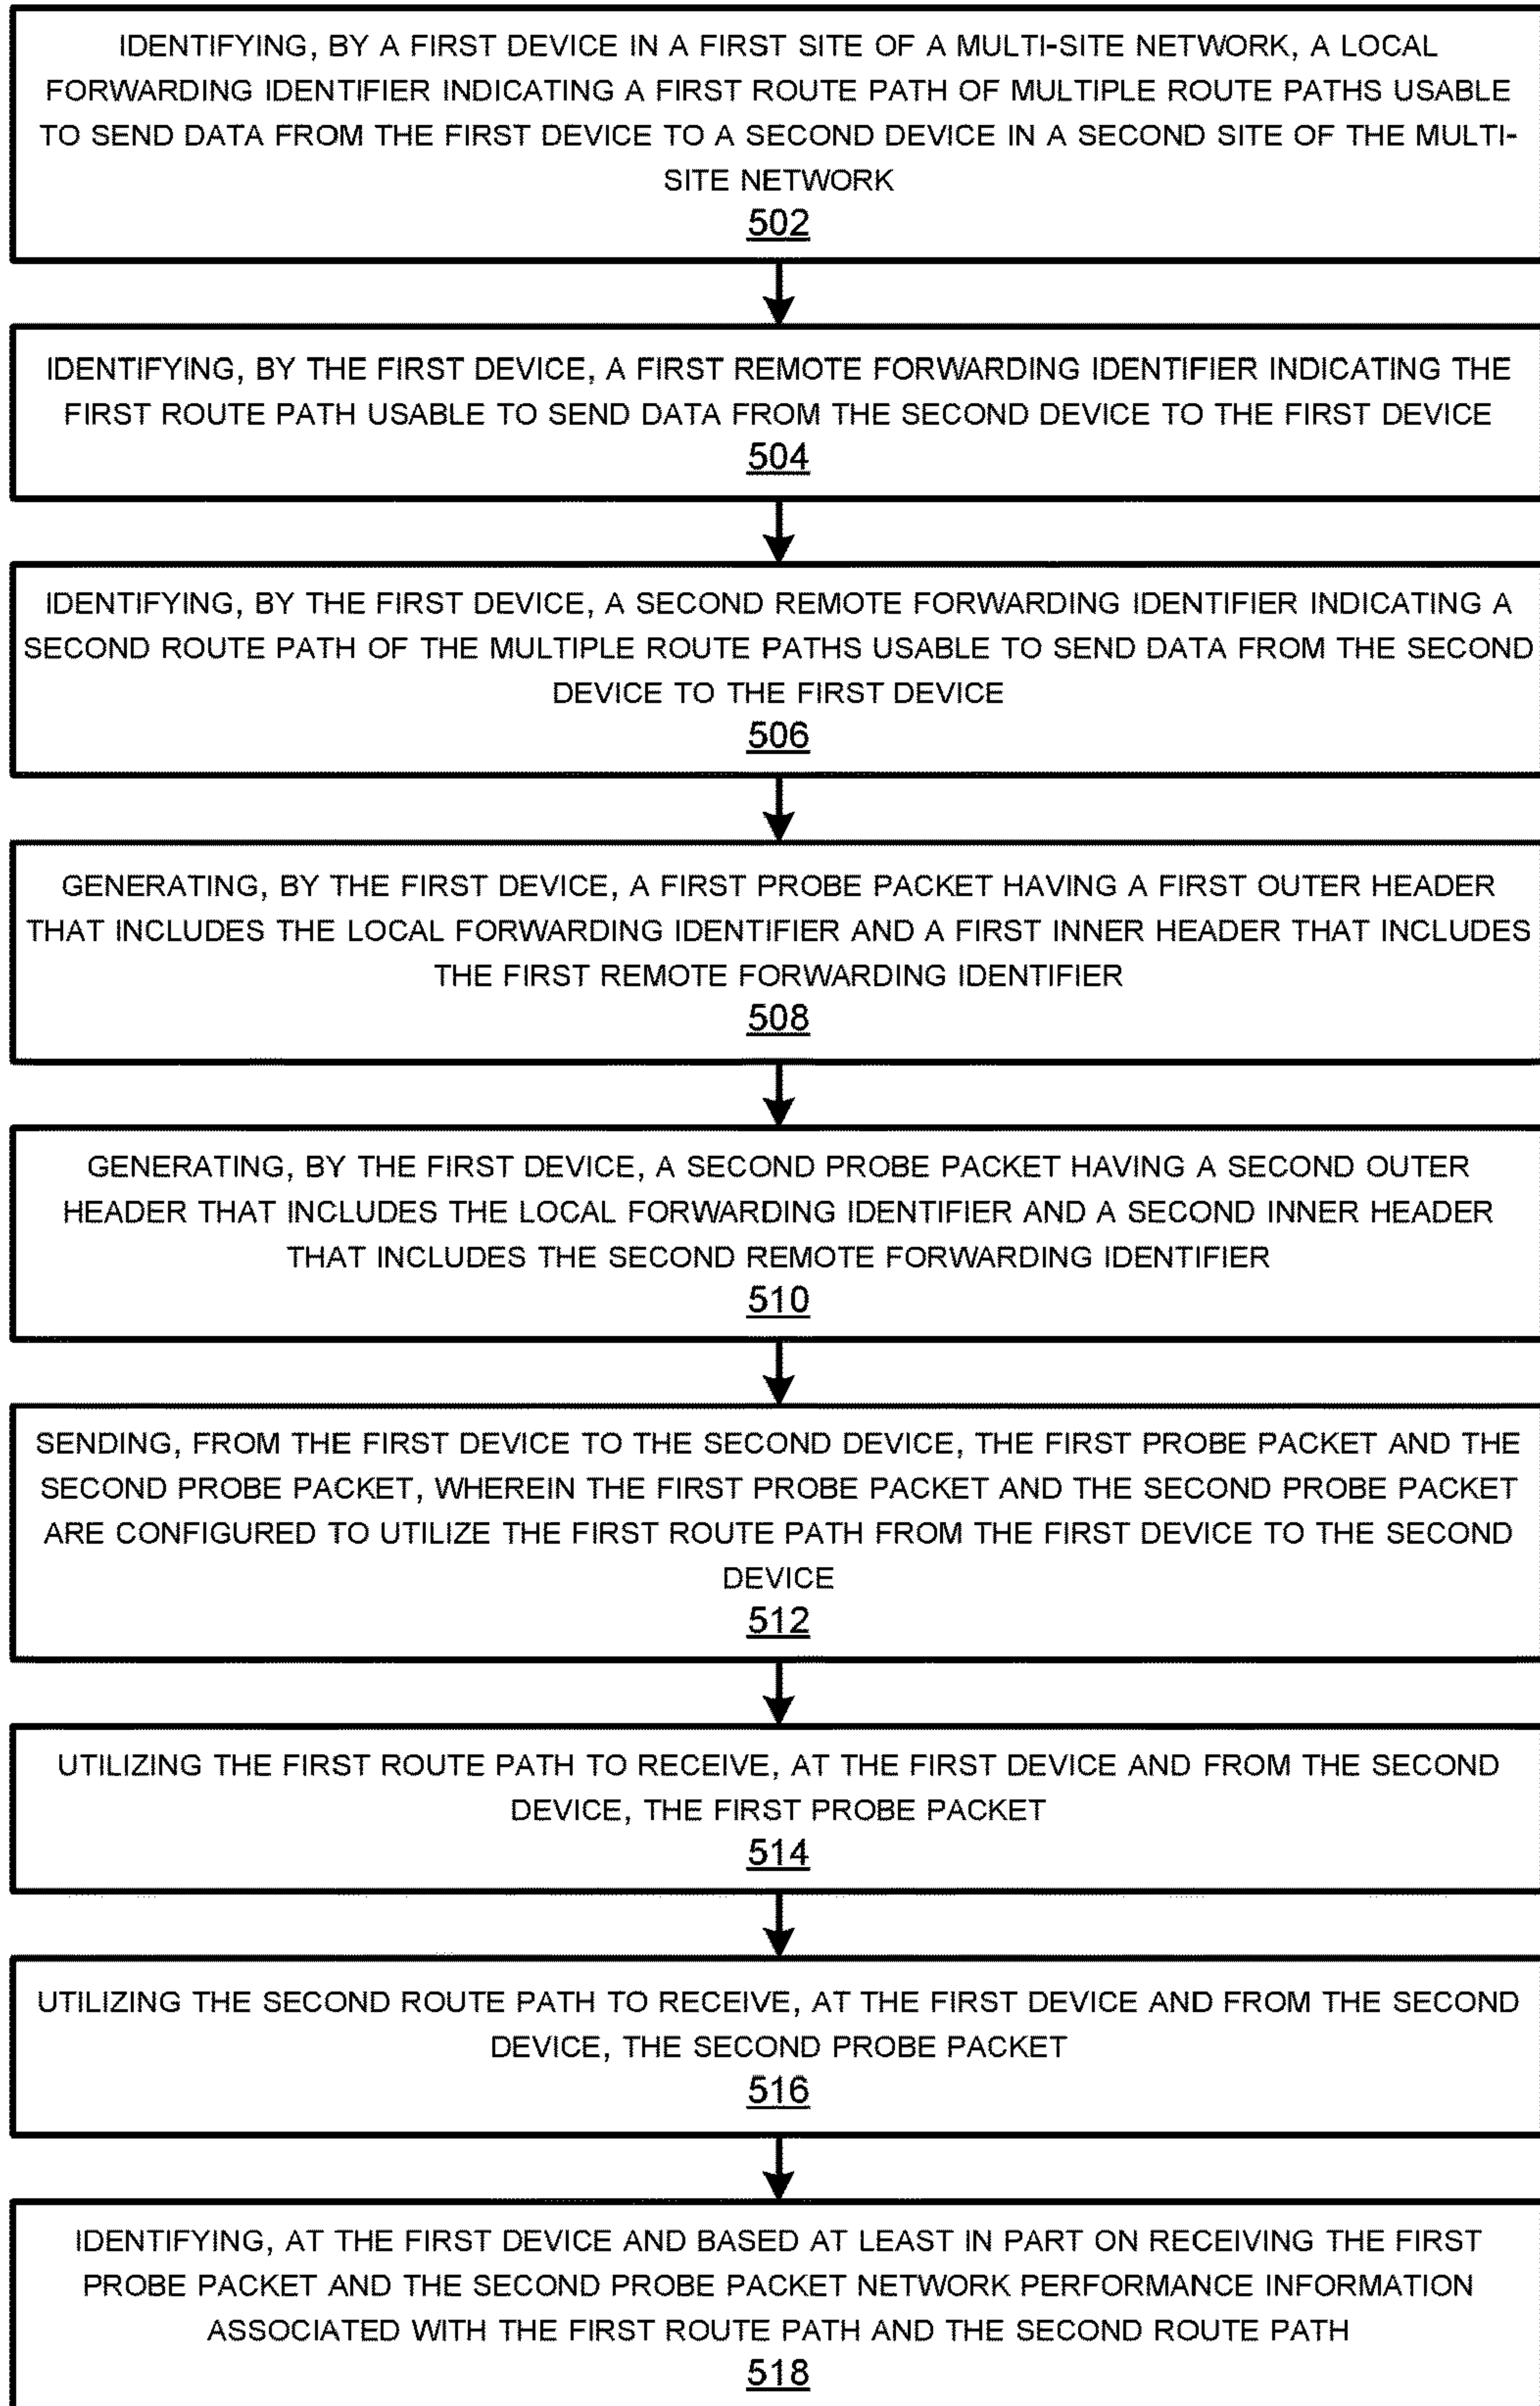 IDENTIFYING, BY A FIRST DEVICE IN A FIRST SITE OF A MULTI-SITE NETWORK, A LOCAL
FORWARDING IDENTIFIER INDICATING A FIRST ROUTE PATH OF MULTIPLE ROUTE PATHS USABLE
TO SEND DATA FROM THE FIRST DEVICE TO A SECOND DEVICE IN A SECOND SITE OF THE MULTI-
SITE NETWORK
502
IDENTIFYING, BY THE FIRST DEVICE, A FIRST REMOTE FORWARDING IDENTIFIER INDICATING THE
FIRST ROUTE PATH USABLE TO SEND DATA FROM THE SECOND DEVICE TO THE FIRST DEVICE
504
IDENTIFYING, BY THE FIRST DEVICE, A SECOND REMOTE FORWARDING IDENTIFIER INDICATING A
SECOND ROUTE PATH OF THE MULTIPLE ROUTE PATHS USABLE TO SEND DATA FROM THE SECOND
DEVICE TO THE FIRST DEVICE
506
GENERATING, BY THE FIRST DEVICE, A FIRST PROBE PACKET HAVING A FIRST OUTER HEADER
THAT INCLUDES THE LOCAL FORWARDING IDENTIFIER AND A FIRST INNER HEADER THAT INCLUDES
THE FIRST REMOTE FORWARDING IDENTIFIER
508
GENERATING, BY THE FIRST DEVICE, A SECOND PROBE PACKET HAVING A SECOND OUTER
HEADER THAT INCLUDES THE LOCAL FORWARDING IDENTIFIER AND A SECOND INNER HEADER
THAT INCLUDES THE SECOND REMOTE FORWARDING IDENTIFIER
510
SENDING, FROM THE FIRST DEVICE TO THE SECOND DEVICE, THE FIRST PROBE PACKET AND THE
SECOND PROBE PACKET, WHEREIN THE FIRST PROBE PACKET AND THE SECOND PROBE PACKET
ARE CONFIGURED TO UTILIZE THE FIRST ROUTE PATH FROM THE FIRST DEVICE TO THE SECOND
DEVICE
512
UTILIZING THE FIRST ROUTE PATH TO RECEIVE, AT THE FIRST DEVICE AND FROM THE SECOND
DEVICE, THE FIRST PROBE PACKET
514
UTILIZING THE SECOND ROUTE PATH TO RECEIVE, AT THE FIRST DEVICE AND FROM THE SECOND
DEVICE, THE SECOND PROBE PACKET
516
IDENTIFYING, AT THE FIRST DEVICE AND BASED AT LEAST IN PART ON RECEIVING THE FIRST
PROBE PACKET AND THE SECOND PROBE PACKET NETWORK PERFORMANCE INFORMATION
ASSOCIATED WITH THE FIRST ROUTE PATH AND THE SECOND ROUTE PATH
518